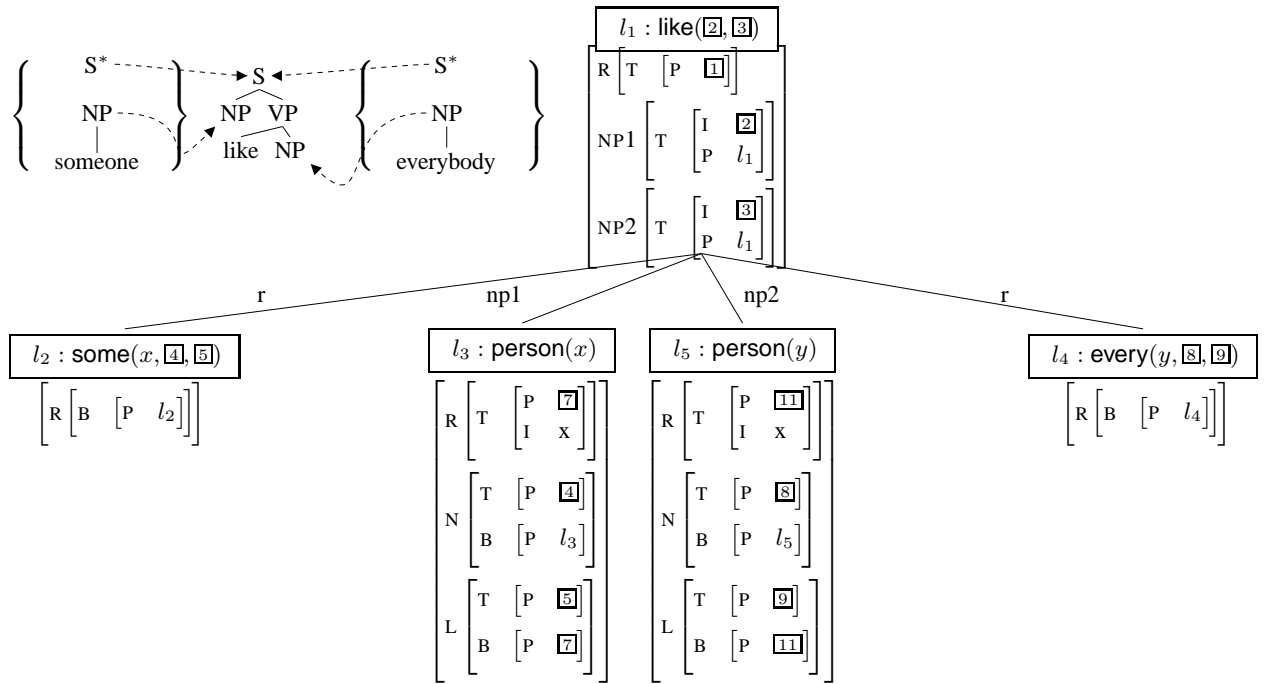 l₁ : like(2, 3)
R [T [P 1]]
S* S S*
NP NP VP NP
NP1 [T [I 2
P l₁]]
someone like NP everybody
NP2 [T [I 3
P l₁]]
r np1 np2 r
l₂ : some(x, 4, 5) l₃ : person(x) l₅ : person(y) l₄ : every(y, 8, 9)
[R [B [P l₂]]]
[R [T [P 7
I x]]
N [T [P 4]
B [P l₃]]
L [T [P 5]
B [P 7]]]
[R [T [P 11
I x]]
N [T [P 8]
B [P l₅]]
L [T [P 9]
B [P 11]]]
[R [B [P l₄]]]